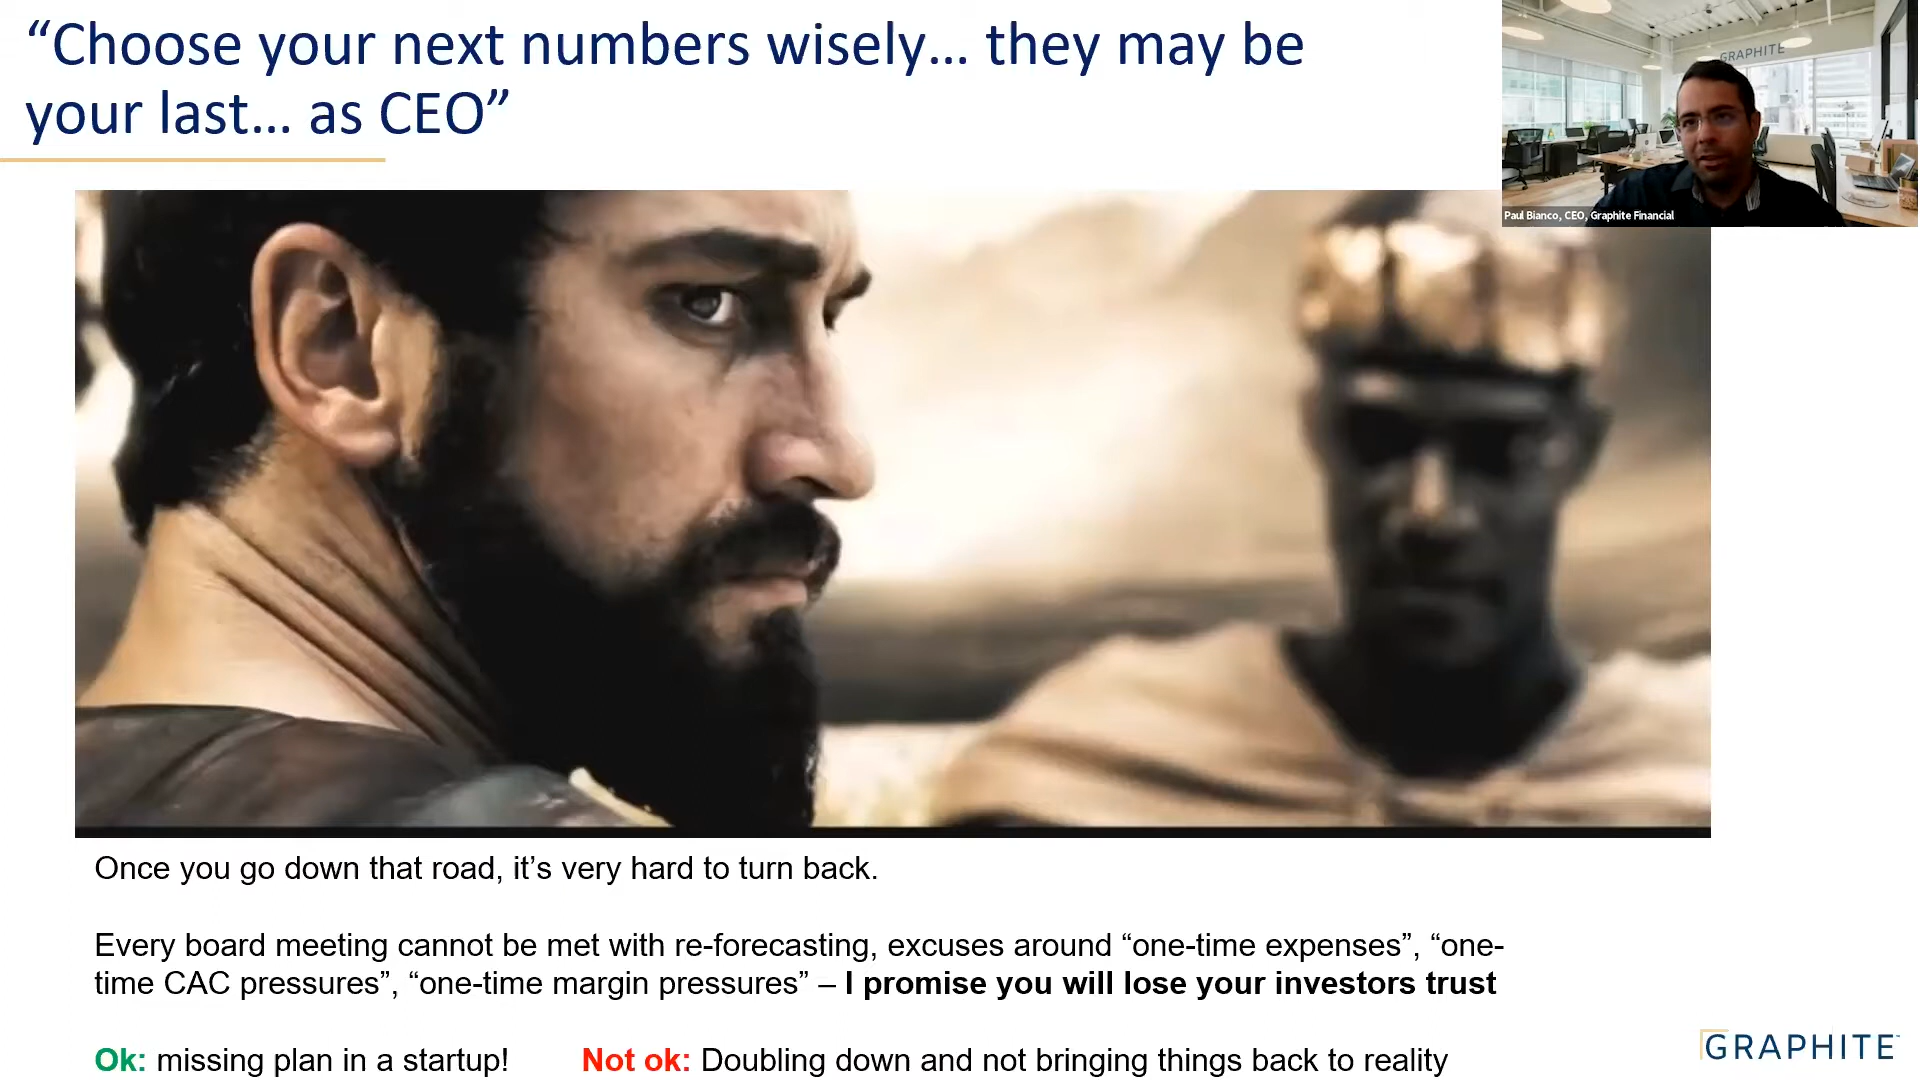 “Choose your next numbers wisely... they may be
your last... as CEO”
GRAPHITE
Paul Bianco, CEO, Graphite Financial
Once you go down that road, it’s very hard to turn back.
Every board meeting cannot be met with re-forecasting, excuses around “one-time expenses”, “one-
time CAC pressures”, “one-time margin pressures” – I promise you will lose your investors trust
Ok: missing plan in a startup! Not ok: Doubling down and not bringing things back to reality
GRAPHITE